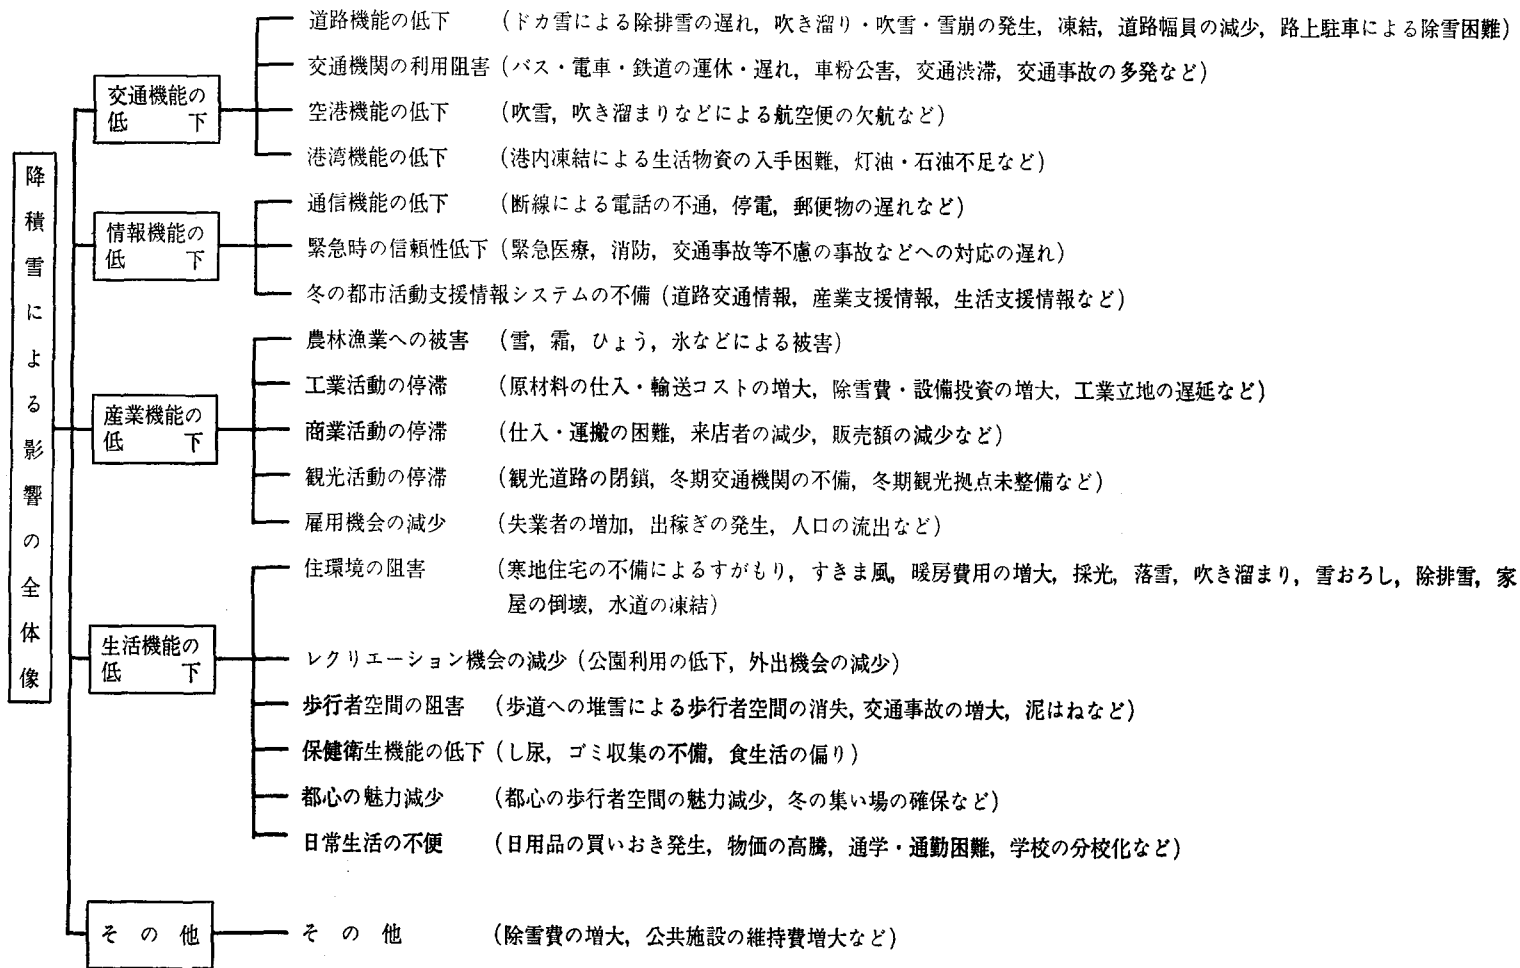 降積雪による影響の全体像
交通機能の
低下
道路機能の低下 （ドカ雪による除排雪の遅れ，吹き溜り・吹雪・雪崩の発生，凍結，道路幅員の減少，路上駐車による除雪困難）
交通機関の利用阻害（バス・電車・鉄道の運休・遅れ，車粉公害，交通渋滞，交通事故の多発など）
空港機能の低下 （吹雪，吹き溜まりなどによる航空便の欠航など）
港湾機能の低下 （港内凍結による生活物資の入手困難，灯油・石油不足など）
情報機能の
低下
通信機能の低下 （断線による電話の不通，停電，郵便物の遅れなど）
緊急時の信頼性低下（緊急医療，消防，交通事故等不慮の事故などへの対応の遅れ）
冬の都市活動支援情報システムの不備（道路交通情報，産業支援情報，生活支援情報など）
産業機能の
低下
農林漁業への被害 （雪，霜，ひょう，氷などによる被害）
工業活動の停滞 （原材料の仕入・輸送コストの増大，除雪費・設備投資の増大，工業立地の遅延など）
商業活動の停滞 （仕入・運搬の困難，来店者の減少，販売額の減少など）
観光活動の停滞 （観光道路の閉鎖，冬期交通機関の不備，冬期観光拠点未整備など）
雇用機会の減少 （失業者の増加，出稼ぎの発生，人口の流出など）
生活機能の
低下
住環境の阻害 （寒地住宅の不備によるすがもり，すきま風，暖房費用の増大，採光，落雪，吹き溜まり，雪おろし，除排雪，家
屋の倒壊，水道の凍結）
レクリエーション機会の減少（公園利用の低下，外出機会の減少）
歩行者空間の阻害 （歩道への堆雪による歩行者空間の消失，交通事故の増大，泥はねなど）
保健衛生機能の低下（し尿，ゴミ収集の不備，食生活の偏り）
都心の魅力減少 （都心の歩行者空間の魅力減少，冬の集い場の確保など）
日常生活の不便 （日用品の買いおき発生，物価の高騰，通学・通勤困難，学校の分校化など）
その他
その他 （除雪費の増大，公共施設の維持費増大など）